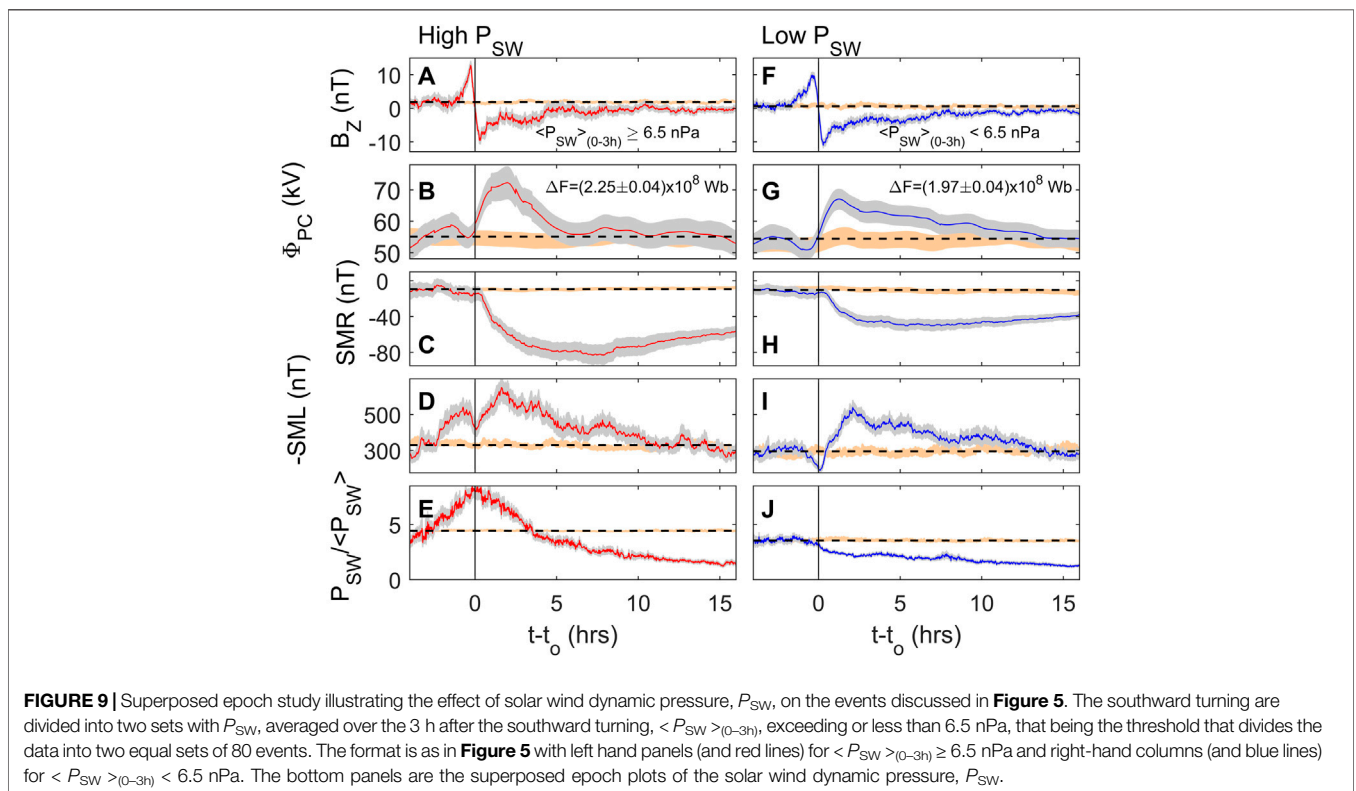 High P_SW
Low P_SW
A
B_Z (nT)
10
0
-10
<P_SW>_(0-3h) ≥ 6.5 nPa
F
<P_SW>_(0-3h) < 6.5 nPa
B
Φ_PC (kV)
70
60
50
ΔF=(2.25±0.04)x10^8 Wb
G
ΔF=(1.97±0.04)x10^8 Wb
C
SMR (nT)
0
-40
-80
H
D
-SML (nT)
500
300
I
E
P_SW/<P_SW>
5
0
J
0 5 10 15
0 5 10 15
t-t_o (hrs)
t-t_o (hrs)
FIGURE 9 | Superposed epoch study illustrating the effect of solar wind dynamic pressure, P_SW, on the events discussed in Figure 5. The southward turning are
divided into two sets with P_SW, averaged over the 3 h after the southward turning, < P_SW >_(0–3h), exceeding or less than 6.5 nPa, that being the threshold that divides the
data into two equal sets of 80 events. The format is as in Figure 5 with left hand panels (and red lines) for < P_SW >_(0–3h) ≥ 6.5 nPa and right-hand columns (and blue lines)
for < P_SW >_(0–3h) < 6.5 nPa. The bottom panels are the superposed epoch plots of the solar wind dynamic pressure, P_SW.